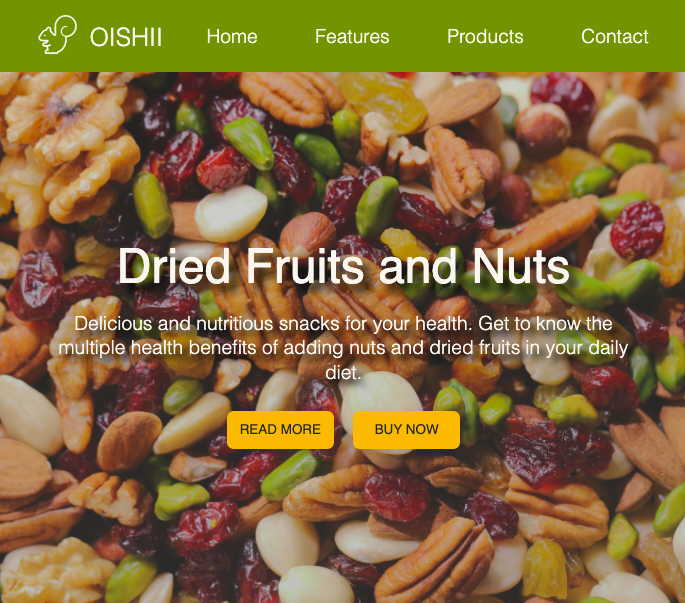 OISHII Home Features Products Contact
Dried Fruits and Nuts
Delicious and nutritious snacks for your health. Get to know the
multiple health benefits of adding nuts and dried fruits in your daily
diet.
READ MORE BUY NOW